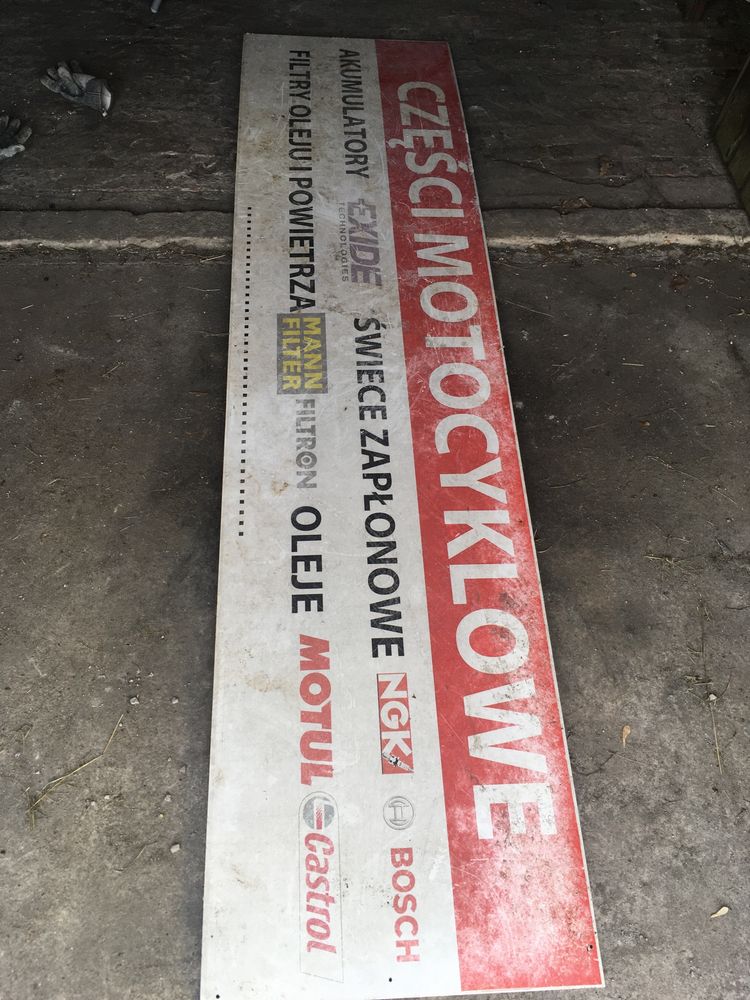 CZĘŚCI MOTOCYKLOWE
AKUMULATORY EXIDE TECHNOLOGIES ŚWIECE ZAPŁONOWE NGK BOSCH
FILTRY OLEJU I POWIETRZA MANN FILTER FILTRON OLEJE MOTUL Castrol